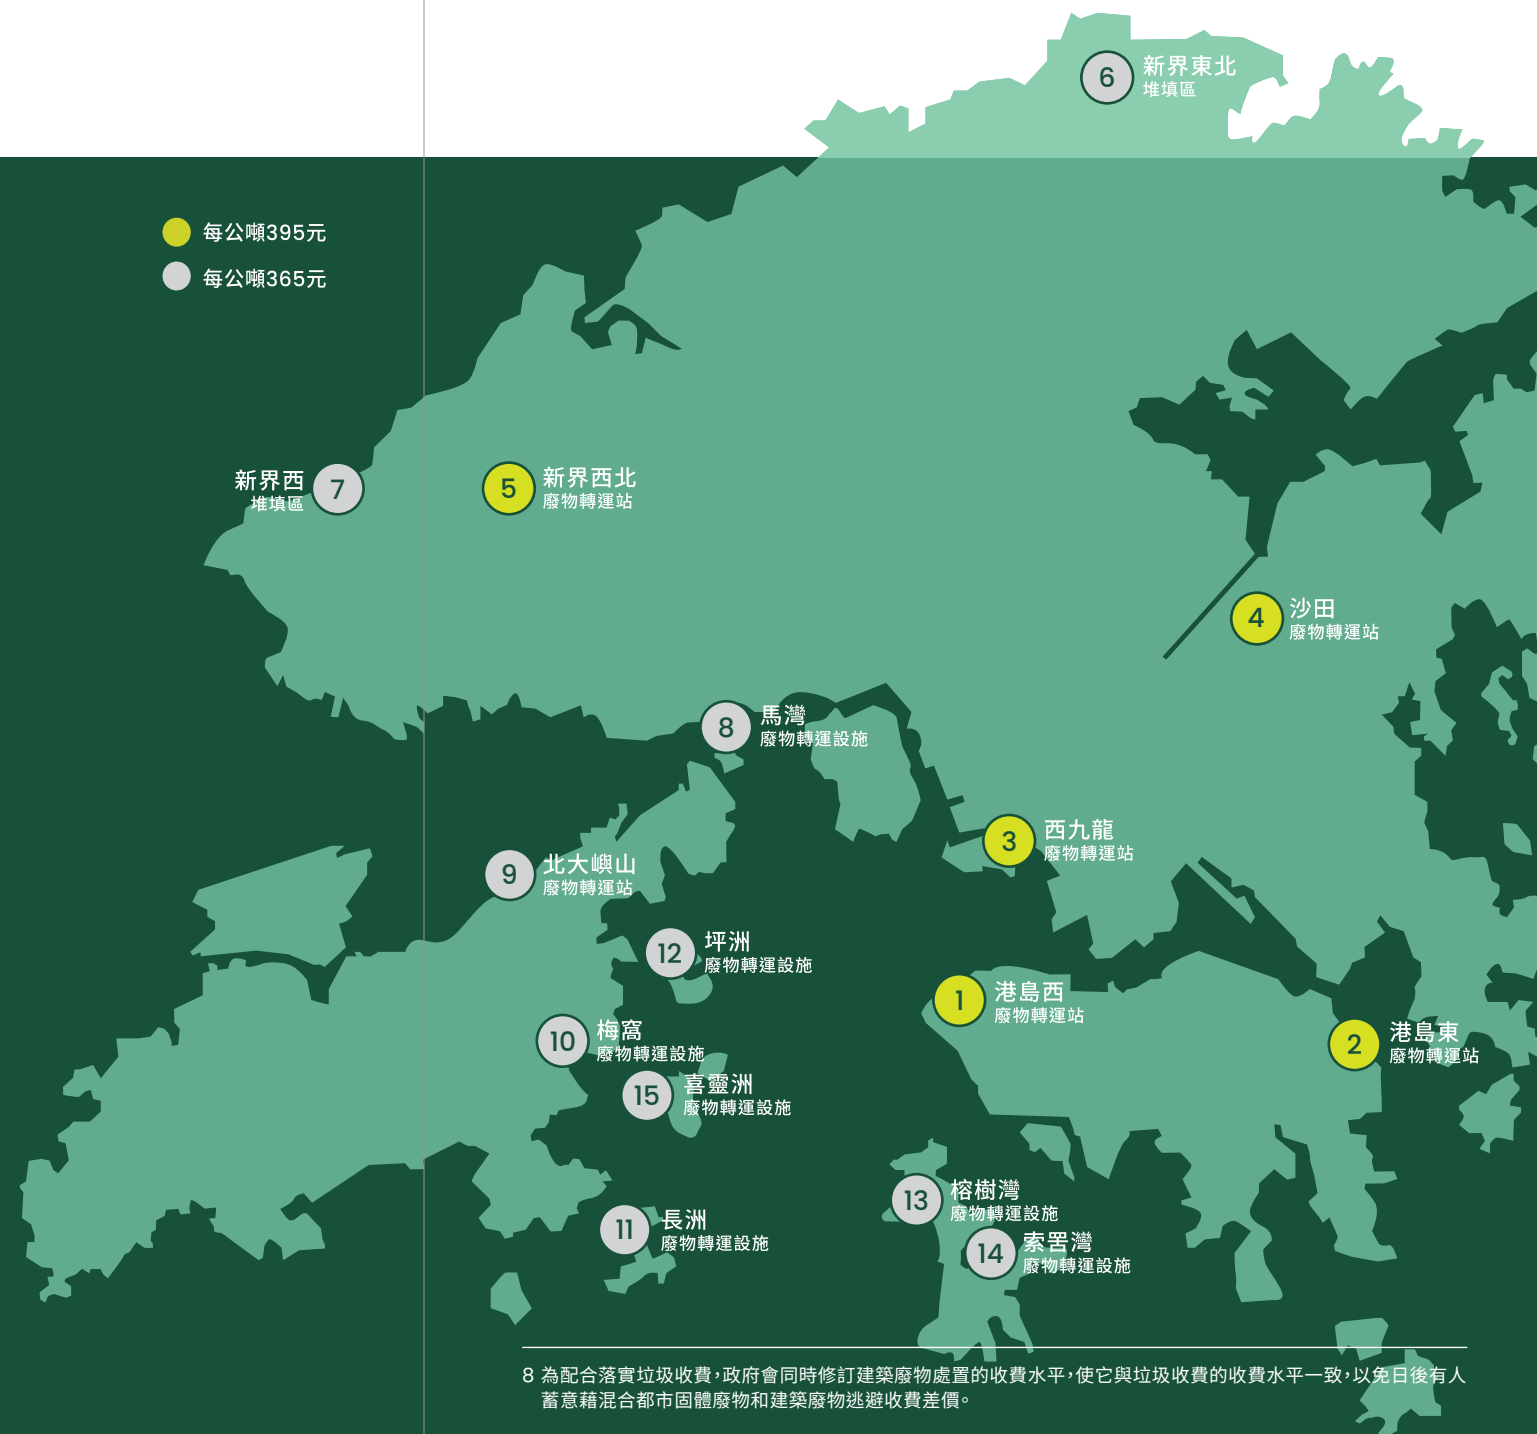 6
新界東北
堆填區
每公噸395元
每公噸365元
新界西
堆填區
7
5
新界西北
廢物轉運站
4
沙田
廢物轉運站
8
馬灣
廢物轉運設施
3
西九龍
廢物轉運站
9
北大嶼山
廢物轉運站
12
坪洲
廢物轉運設施
1
港島西
廢物轉運站
10
梅窩
廢物轉運設施
2
港島東
廢物轉運站
15
喜靈洲
廢物轉運設施
13
榕樹灣
廢物轉運設施
11
長洲
廢物轉運設施
14
索罟灣
廢物轉運設施
8 為配合落實垃圾收費，政府會同時修訂建築廢物處置的收費水平，使它與垃圾收費的收費水平一致，以免日後有人
蓄意藉混合都市固體廢物和建築廢物逃避收費差價。